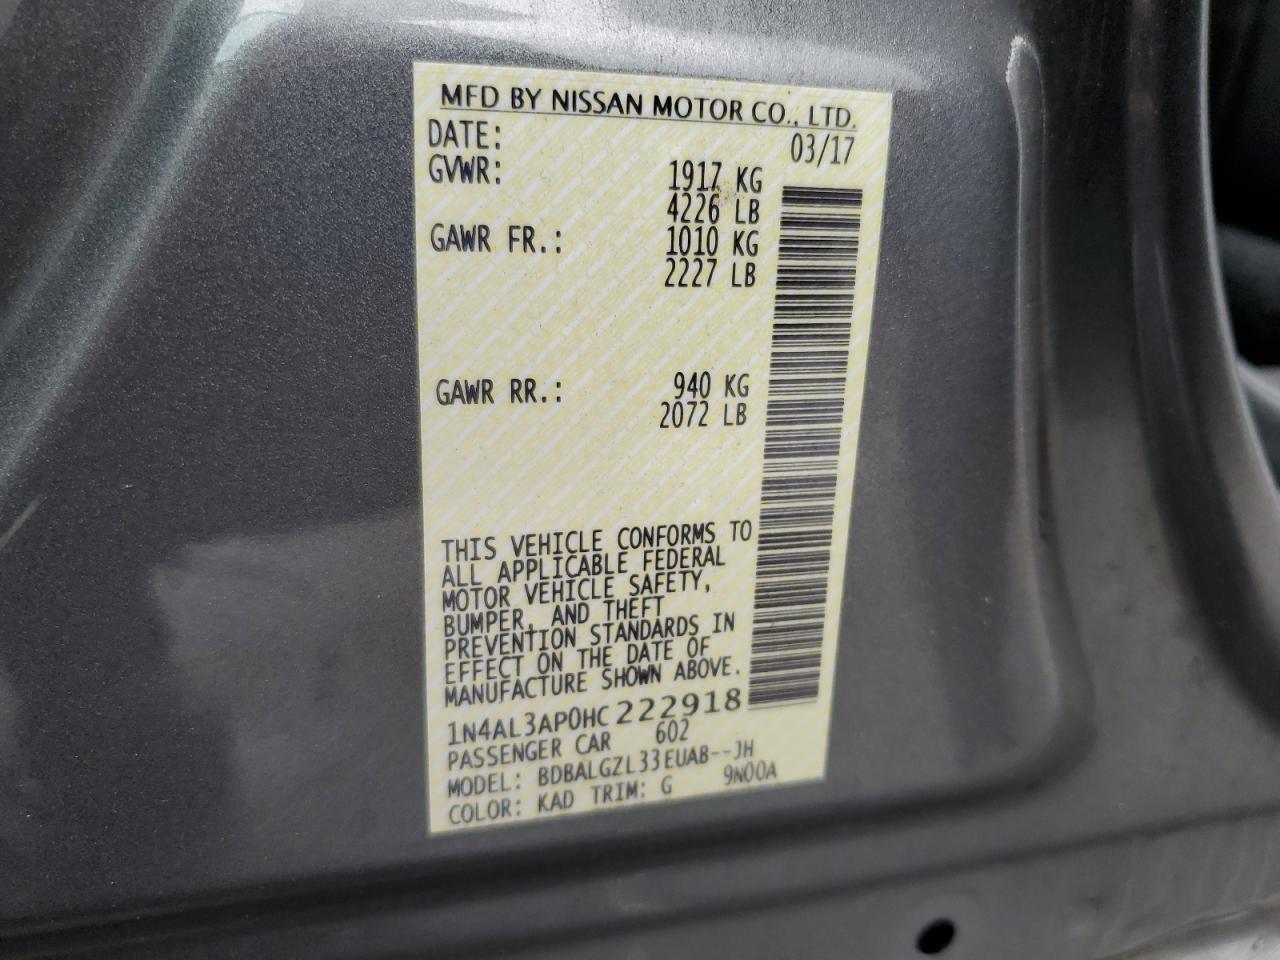 MFD BY NISSAN MOTOR CO., LTD.
DATE: 03/17
GVWR: 1917 KG
4226 LB
GAWR FR.: 1010 KG
2227 LB
GAWR RR.: 940 KG
2072 LB
THIS VEHICLE CONFORMS TO
ALL APPLICABLE FEDERAL
MOTOR VEHICLE SAFETY,
BUMPER, AND THEFT
PREVENTION STANDARDS IN
EFFECT ON THE DATE OF
MANUFACTURE SHOWN ABOVE.
1N4AL3AP0HC222918
PASSENGER CAR 602
MODEL: BDBALGZL33EUAB--JH
COLOR: KAD TRIM: G 9N00A